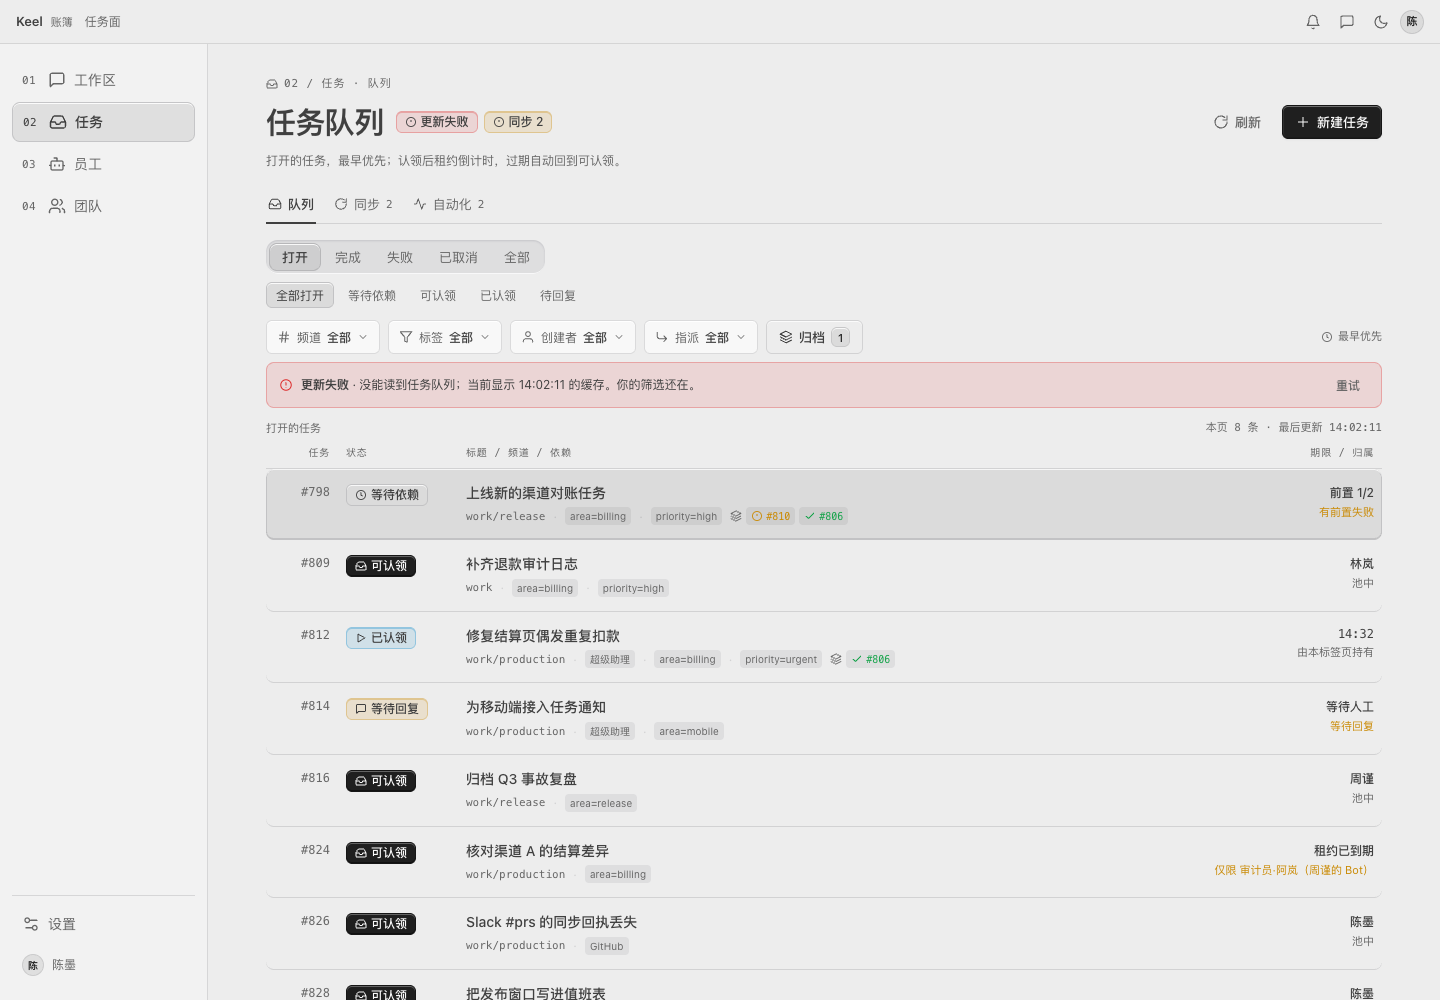 Keel 账簿 任务面 陈
01 工作区
02 任务
03 员工
04 团队
设置
陈 陈墨
02 / 任务 · 队列
任务队列 更新失败 同步 2 刷新 新建任务
打开的任务，最早优先；认领后租约倒计时，过期自动回到可认领。
队列 同步 2 自动化 2
打开 完成 失败 已取消 全部
全部打开 等待依赖 可认领 已认领 待回复
频道 全部 标签 全部 创建者 全部 指派 全部 归档 1 最早优先
更新失败 · 没能读到任务队列；当前显示 14:02:11 的缓存。你的筛选还在。 重试
打开的任务 本页 8 条 · 最后更新 14:02:11
任务 状态 标题 / 频道 / 依赖 期限 / 归属
#798 等待依赖 上线新的渠道对账任务 前置 1/2
work/release · area=billing · priority=high #810 #806 有前置失败
#809 可认领 补齐退款审计日志 林岚
work · area=billing · priority=high 池中
#812 已认领 修复结算页偶发重复扣款 14:32
work/production · 超级助理 · area=billing · priority=urgent #806 由本标签页持有
#814 等待回复 为移动端接入任务通知 等待人工
work/production · 超级助理 · area=mobile 等待回复
#816 可认领 归档 Q3 事故复盘 周谨
work/release · area=release 池中
#824 可认领 核对渠道 A 的结算差异 租约已到期
work/production · area=billing 仅限 审计员·阿岚（周谨的 Bot）
#826 可认领 Slack #prs 的同步回执丢失 陈墨
work/production · GitHub 池中
#828 可认领 把发布窗口写进值班表 陈墨